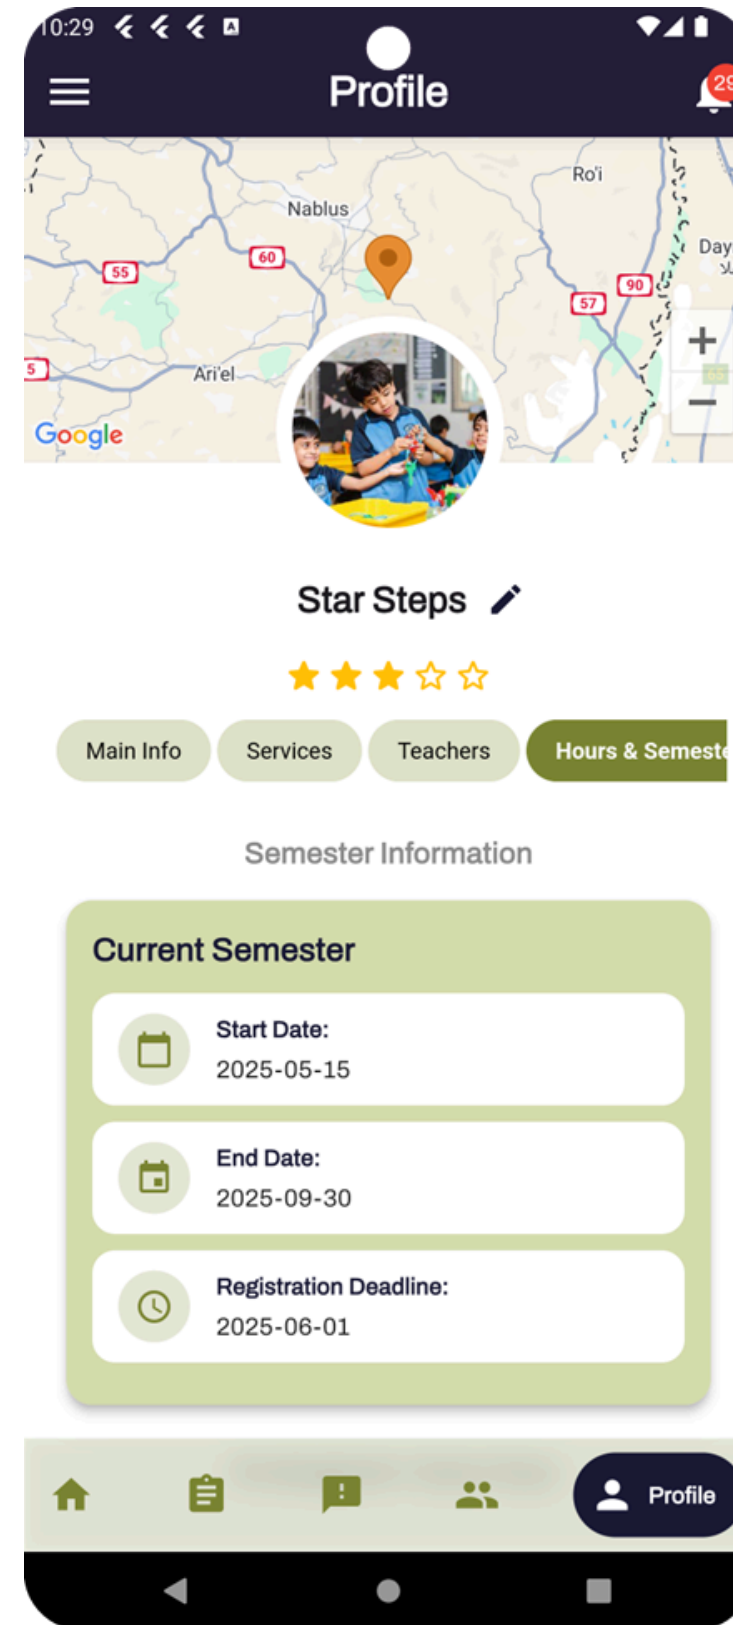 10:29
Profile
29
Ro'i
Nablus
60
55
90
57
5
Ari'el
Google
+
−
Star Steps
Main Info
Services
Teachers
Hours & Semeste
Semester Information
Current Semester
Start Date:
2025-05-15
End Date:
2025-09-30
Registration Deadline:
2025-06-01
Profile